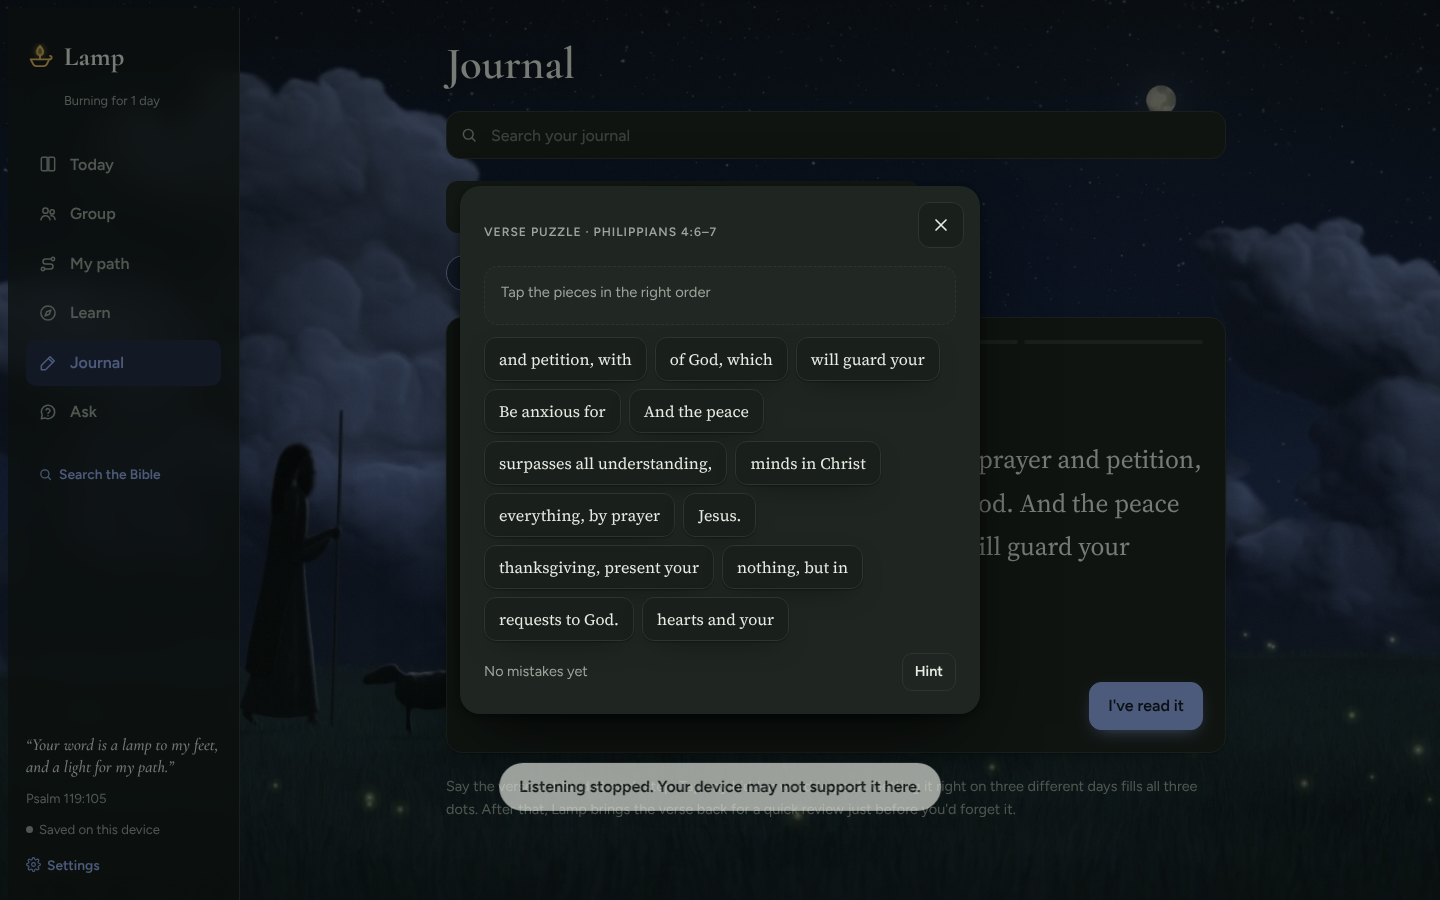 Lamp
Burning for 1 day
Today
Group
My path
Learn
Journal
Ask
Search the Bible
“Your word is a lamp to my feet,
and a light for my path.”
Psalm 119:105
Saved on this device
Settings
Journal
Search your journal
VERSE PUZZLE · PHILIPPIANS 4:6–7
Tap the pieces in the right order
and petition, with
of God, which
will guard your
Be anxious for
And the peace
surpasses all understanding,
minds in Christ
everything, by prayer
Jesus.
thanksgiving, present your
nothing, but in
requests to God.
hearts and your
No mistakes yet
Hint
prayer and petition,
And the peace
guard your
I've read it
Listening stopped. Your device may not support it here.
Say the right on three different days fills all three
dots. After that, Lamp brings the verse back for a quick review just before you'd forget it.